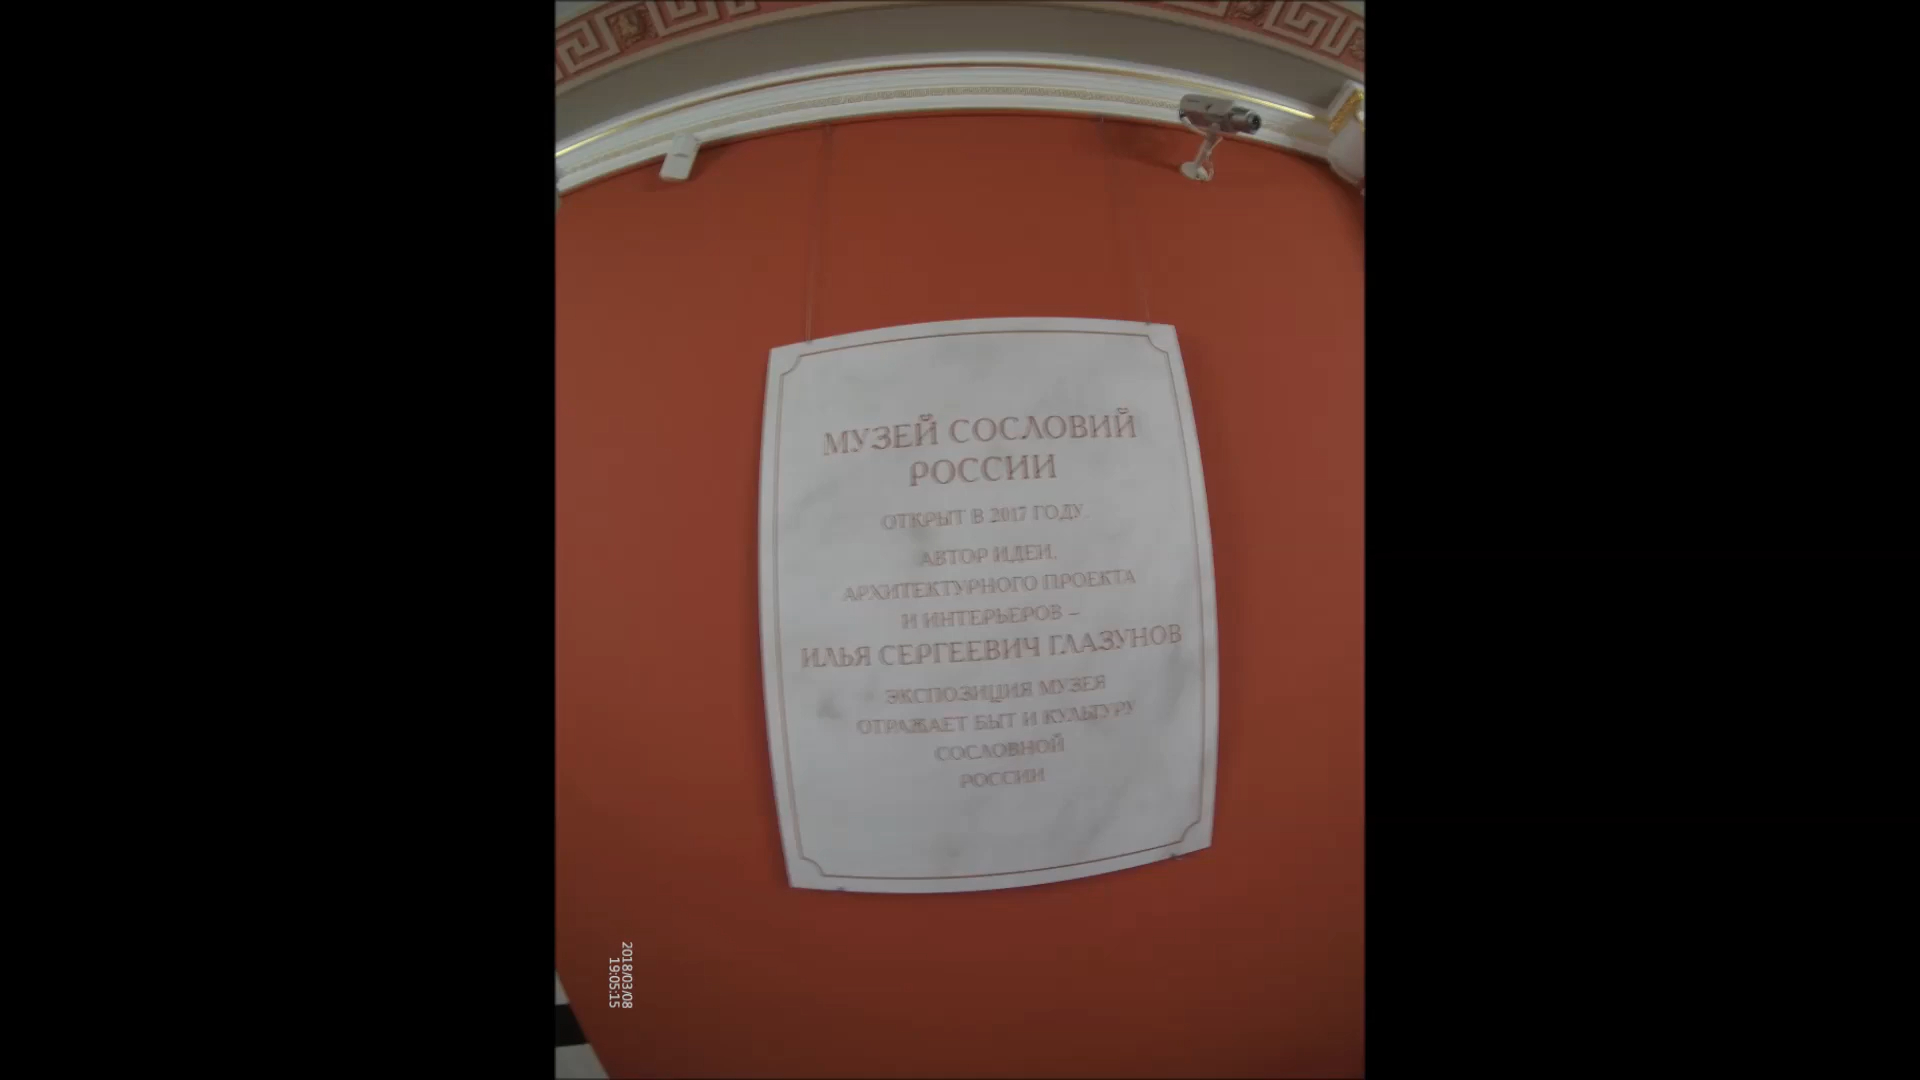 МУЗЕЙ СОСЛОВИЙ
РОССИИ
ОТКРЫТ В 2017 ГОДУ.
АВТОР ИДЕИ,
АРХИТЕКТУРНОГО ПРОЕКТА
И ИНТЕРЬЕРОВ –
ИЛЬЯ СЕРГЕЕВИЧ ГЛАЗУНОВ
ЭКСПОЗИЦИЯ МУЗЕЯ
ОТРАЖАЕТ БЫТ И КУЛЬТУРУ
СОСЛОВНОЙ
РОССИИ
2018/03/08
19:05:15